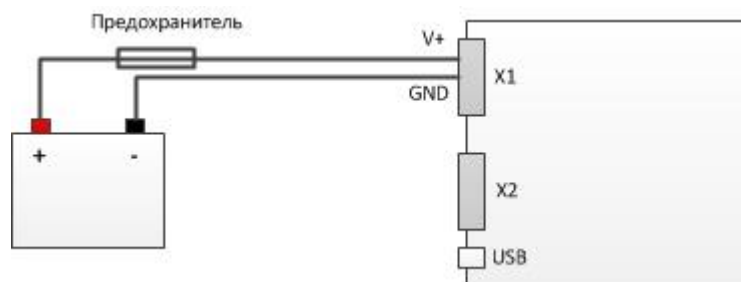 Предохранитель
V+
X1
GND
+ -
X2
USB